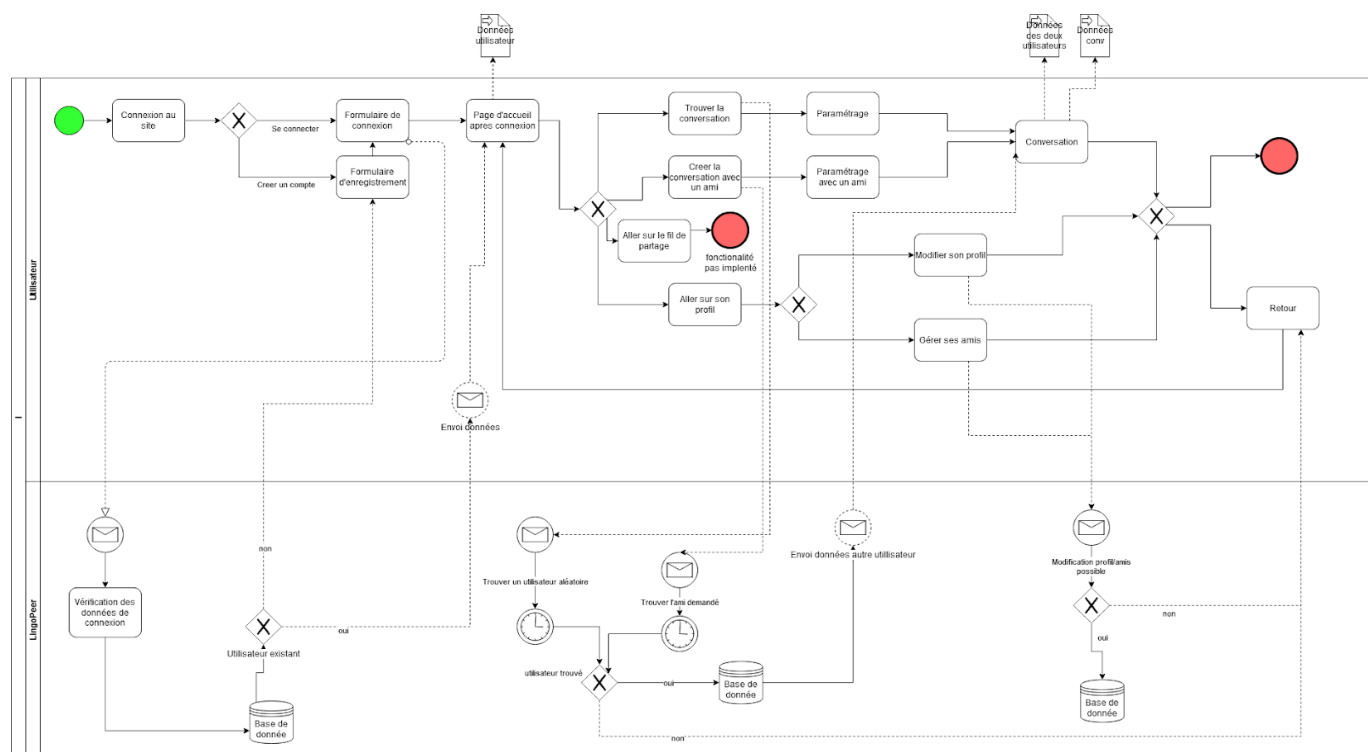 Données
utilisateur
Données
des deux
utilisateurs
Données
conv
Utilisateur
Connexion au
site
Se connecter
Creer un compte
Formulaire de
connexion
Formulaire
d'enregistrement
Page d'accueil
apres connexion
Trouver la
conversation
Paramétrage
Creer la
conversation avec
un ami
Paramétrage
avec un ami
Conversation
Aller sur le fil de
partage
fonctionalité
pas implenté
Aller sur son
profil
Modifier son profil
Gérer ses amis
Retour
Envoi données
I
LingoPeer
Vérification des
données de
connexion
non
oui
Utilisateur existant
Base de
donnée
Trouver un utilisateur aléatoire
Trouver l'ami demandé
utilisateur trouvé
oui
Base de
donnée
non
Envoi données autre utillisateur
Modification profil/amis
possible
non
oui
Base de
donnée